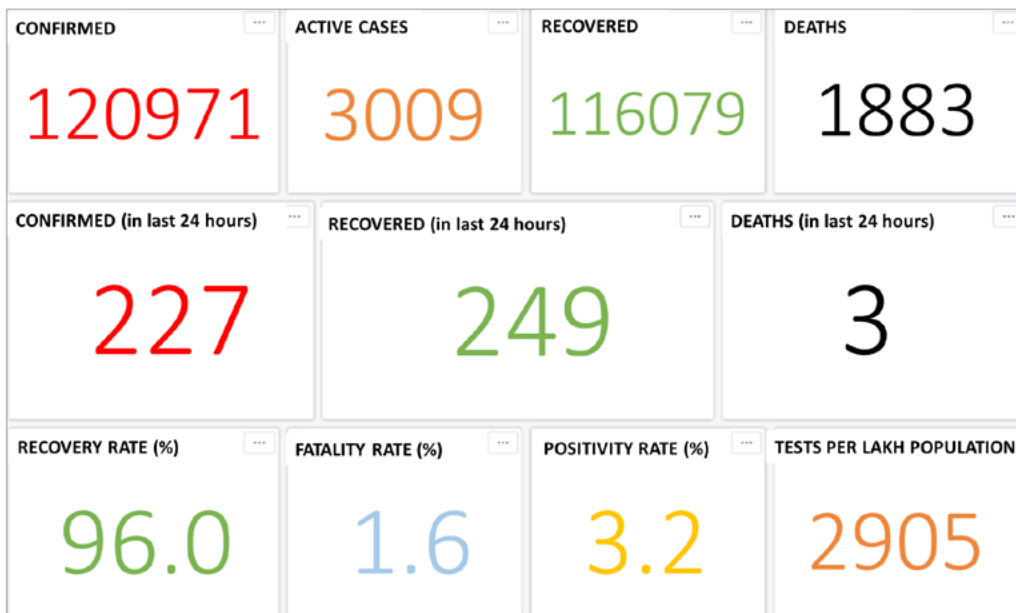 CONFIRMED ... ACTIVE CASES ... RECOVERED ... DEATHS ...
120971 3009 116079 1883
CONFIRMED (in last 24 hours) ... RECOVERED (in last 24 hours) ... DEATHS (in last 24 hours) ...
227 249 3
RECOVERY RATE (%) ... FATALITY RATE (%) ... POSITIVITY RATE (%) ... TESTS PER LAKH POPULATION
96.0 1.6 3.2 2905